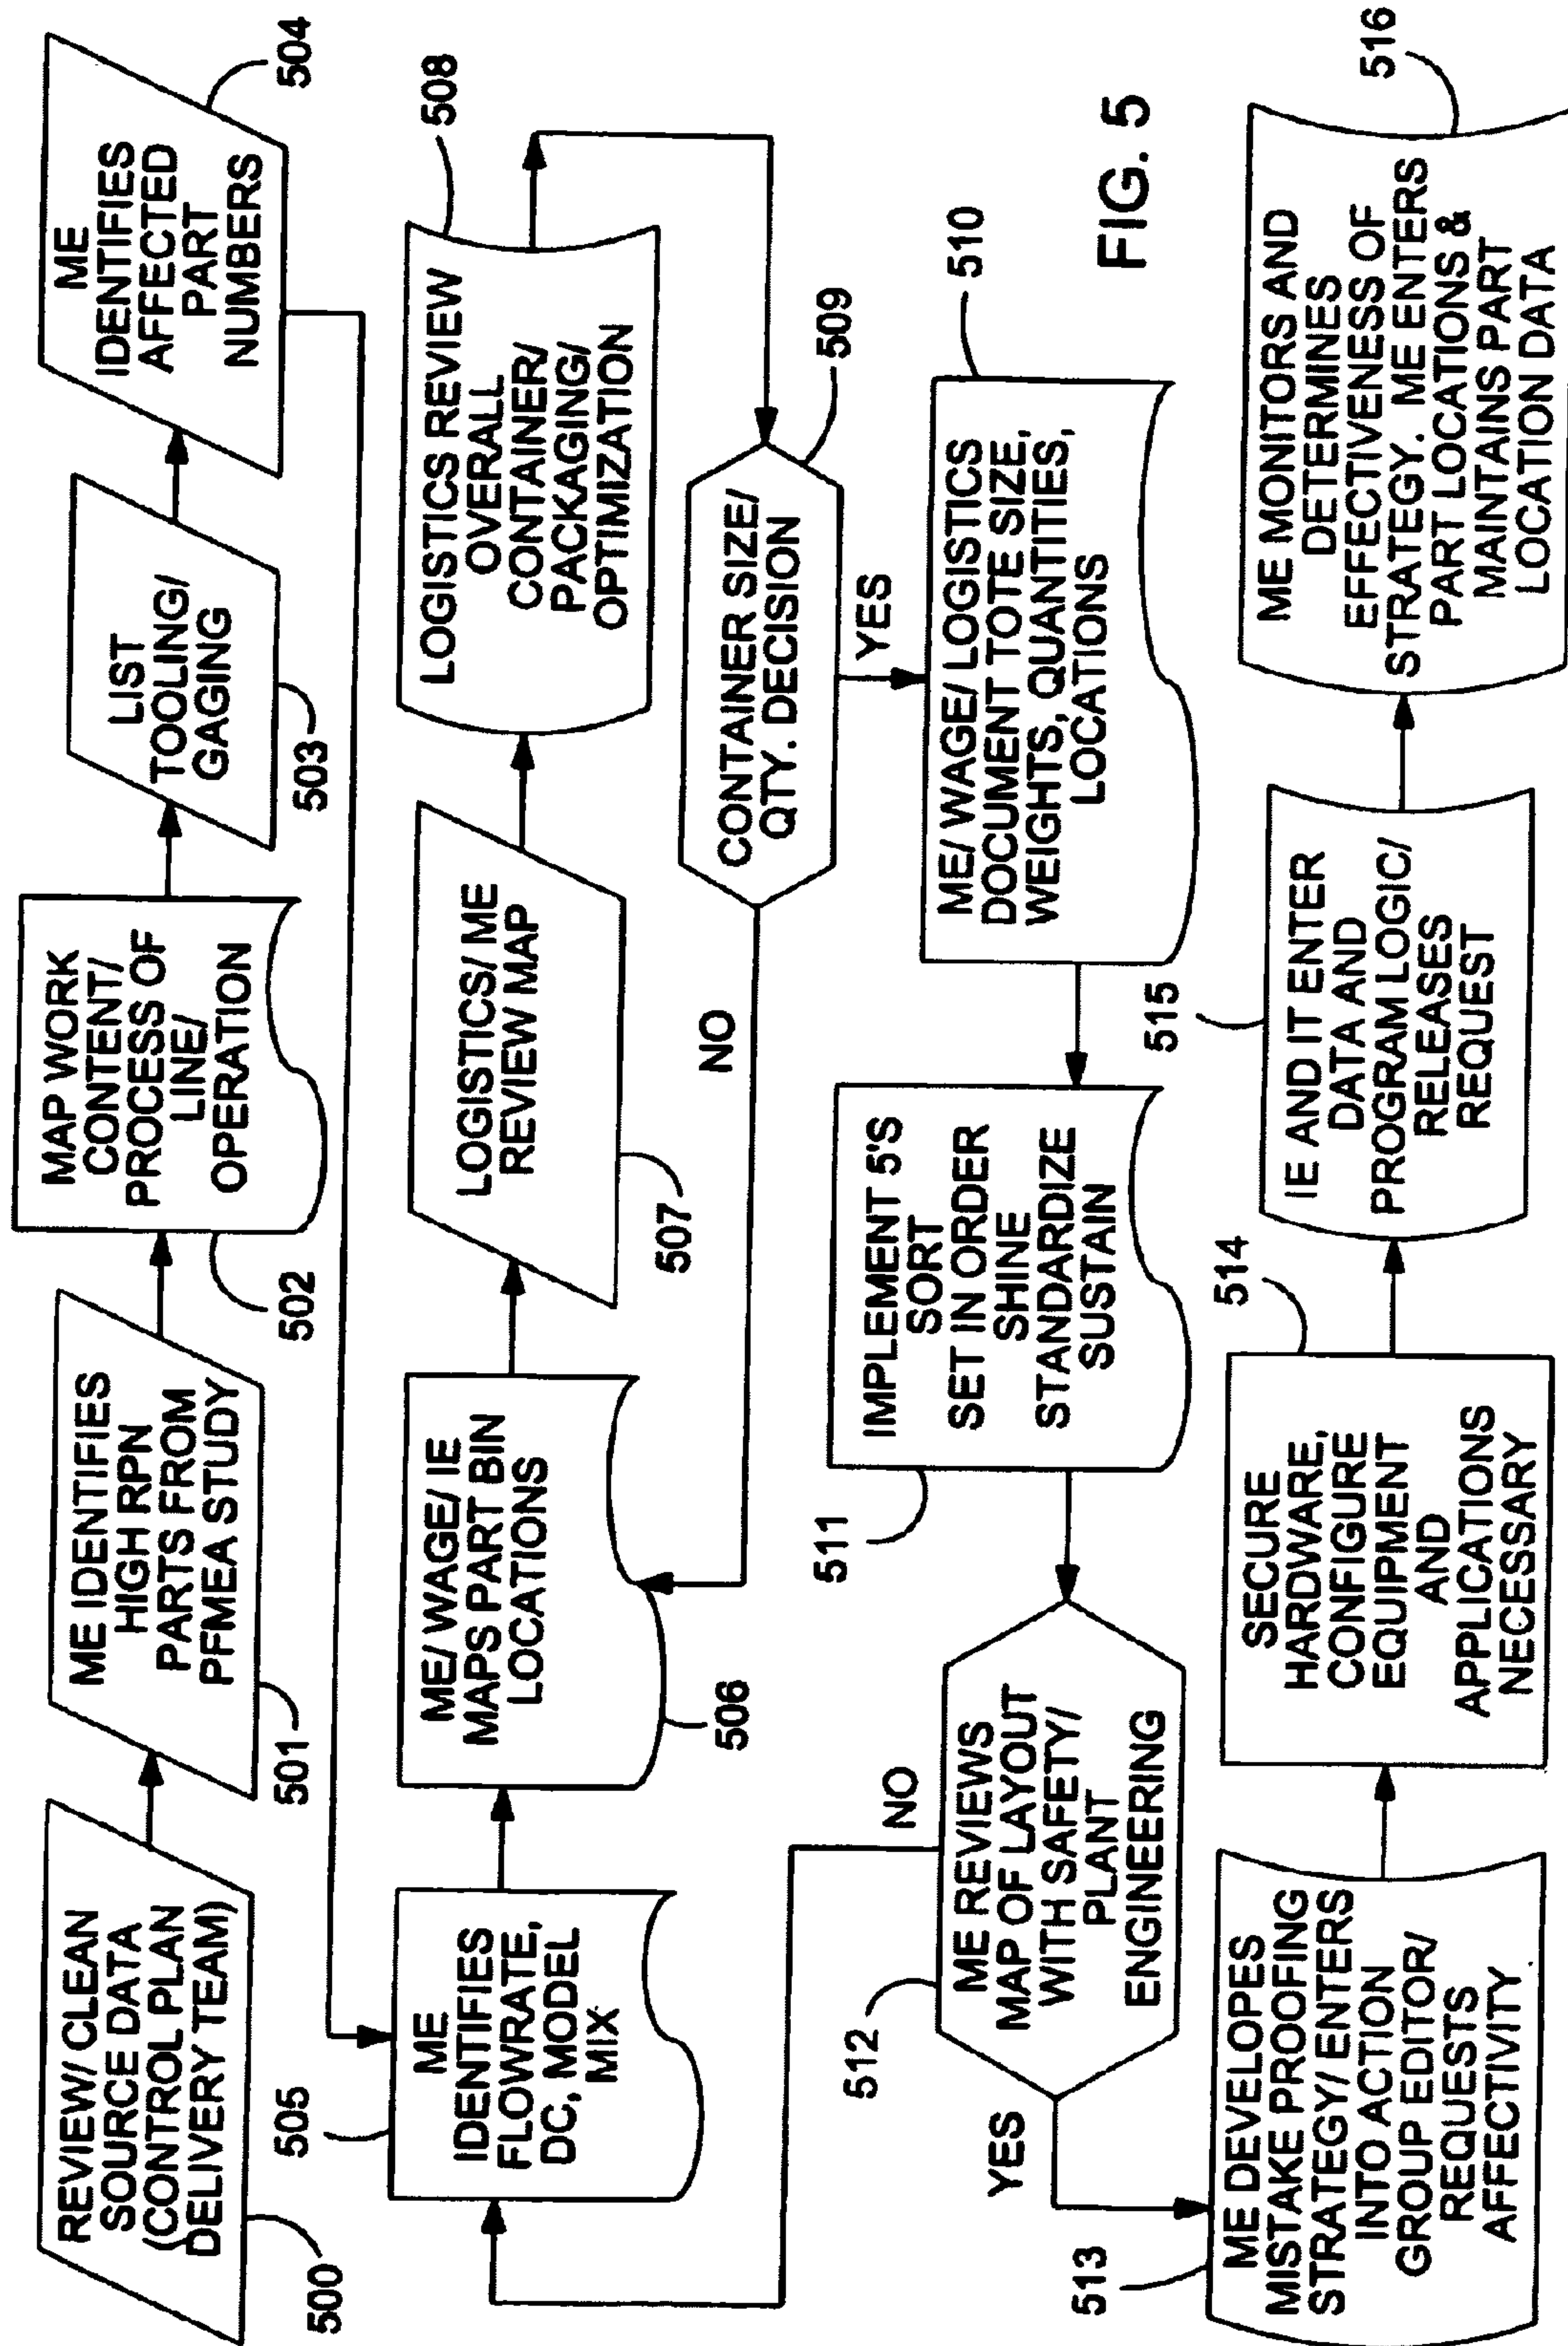 REVIEW/ CLEAN
SOURCE DATA
(CONTROL PLAN
DELIVERY TEAM)
500
ME IDENTIFIES
HIGH RPN
PARTS FROM
PFMEA STUDY
501
MAP WORK
CONTENT/
PROCESS OF
LINE/
OPERATION
502
LIST
TOOLING/
GAGING
503
ME
IDENTIFIES
AFFECTED
PART
NUMBERS
504
505
ME
IDENTIFIES
FLOWRATE,
DC, MODEL
MIX
ME/ WAGE/ IE
MAPS PART BIN
LOCATIONS
506
LOGISTICS/ ME
REVIEW MAP
507
LOGISTICS REVIEW
OVERALL
CONTAINER/
PACKAGING/
OPTIMIZATION
508
CONTAINER SIZE/
QTY. DECISION
509
NO
YES
ME/ WAGE/ LOGISTICS
DOCUMENT TOTE SIZE,
WEIGHTS, QUANTITIES,
LOCATIONS
510
IMPLEMENT 5'S
SORT
SET IN ORDER
SHINE
STANDARDIZE
SUSTAIN
511
ME REVIEWS
MAP OF LAYOUT
WITH SAFETY/
PLANT
ENGINEERING
512
NO
YES
ME DEVELOPES
MISTAKE PROOFING
STRATEGY/ ENTERS
INTO ACTION
GROUP EDITOR/
REQUESTS
AFFECTIVITY
513
SECURE
HARDWARE,
CONFIGURE
EQUIPMENT
AND
APPLICATIONS
NECESSARY
514
IE AND IT ENTER
DATA AND
PROGRAM LOGIC/
RELEASES
REQUEST
515
ME MONITORS AND
DETERMINES
EFFECTIVENESS OF
STRATEGY. ME ENTERS
PART LOCATIONS &
MAINTAINS PART
LOCATION DATA
516
FIG. 5